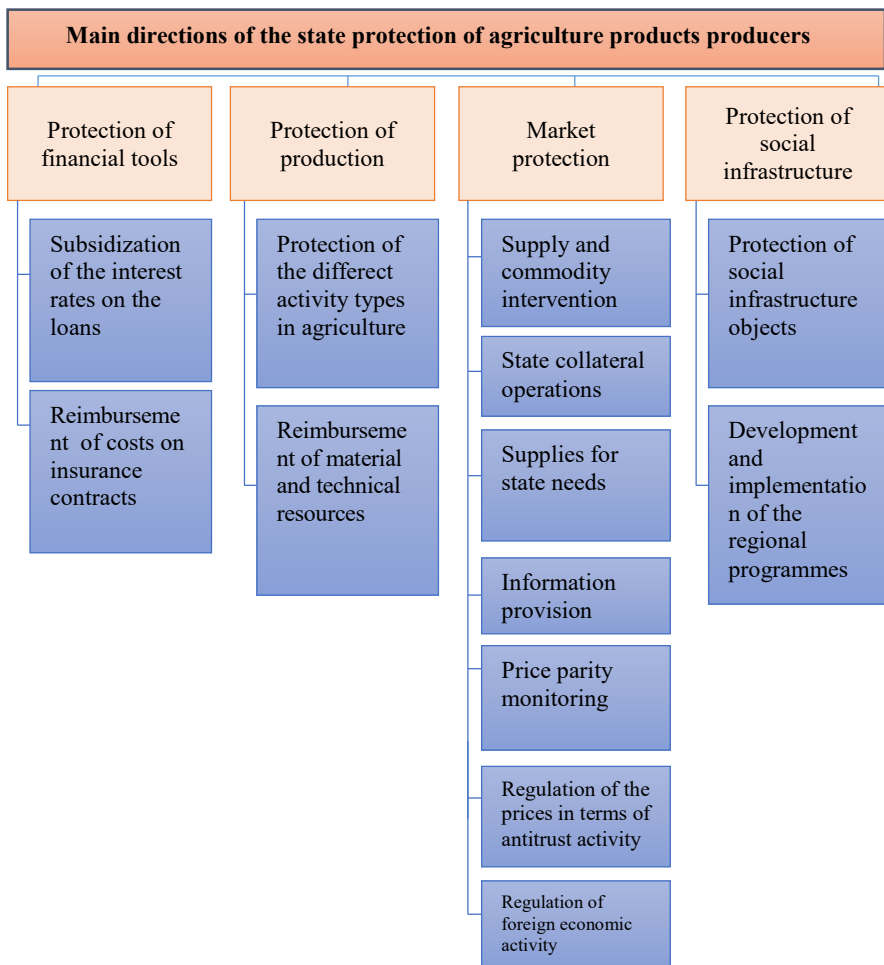 Main directions of the state protection of agriculture products producers
Protection of
financial tools
Subsidization
of the interest
rates on the
loans
Reimburseme
nt  of costs on
insurance
contracts
Protection of
production
Protection of
the differect
activity types
in agriculture
Reimburseme
nt of material
and technical
resources
Market
protection
Supply and
commodity
intervention
State collateral
operations
Supplies for
state needs
Information
provision
Price parity
monitoring
Regulation of the
prices in terms of
antitrust activity
Regulation of
foreign economic
activity
Protection of
social
infrastructure
Protection of
social
infrastructure
objects
Development
and
implementatio
n of the
regional
programmes